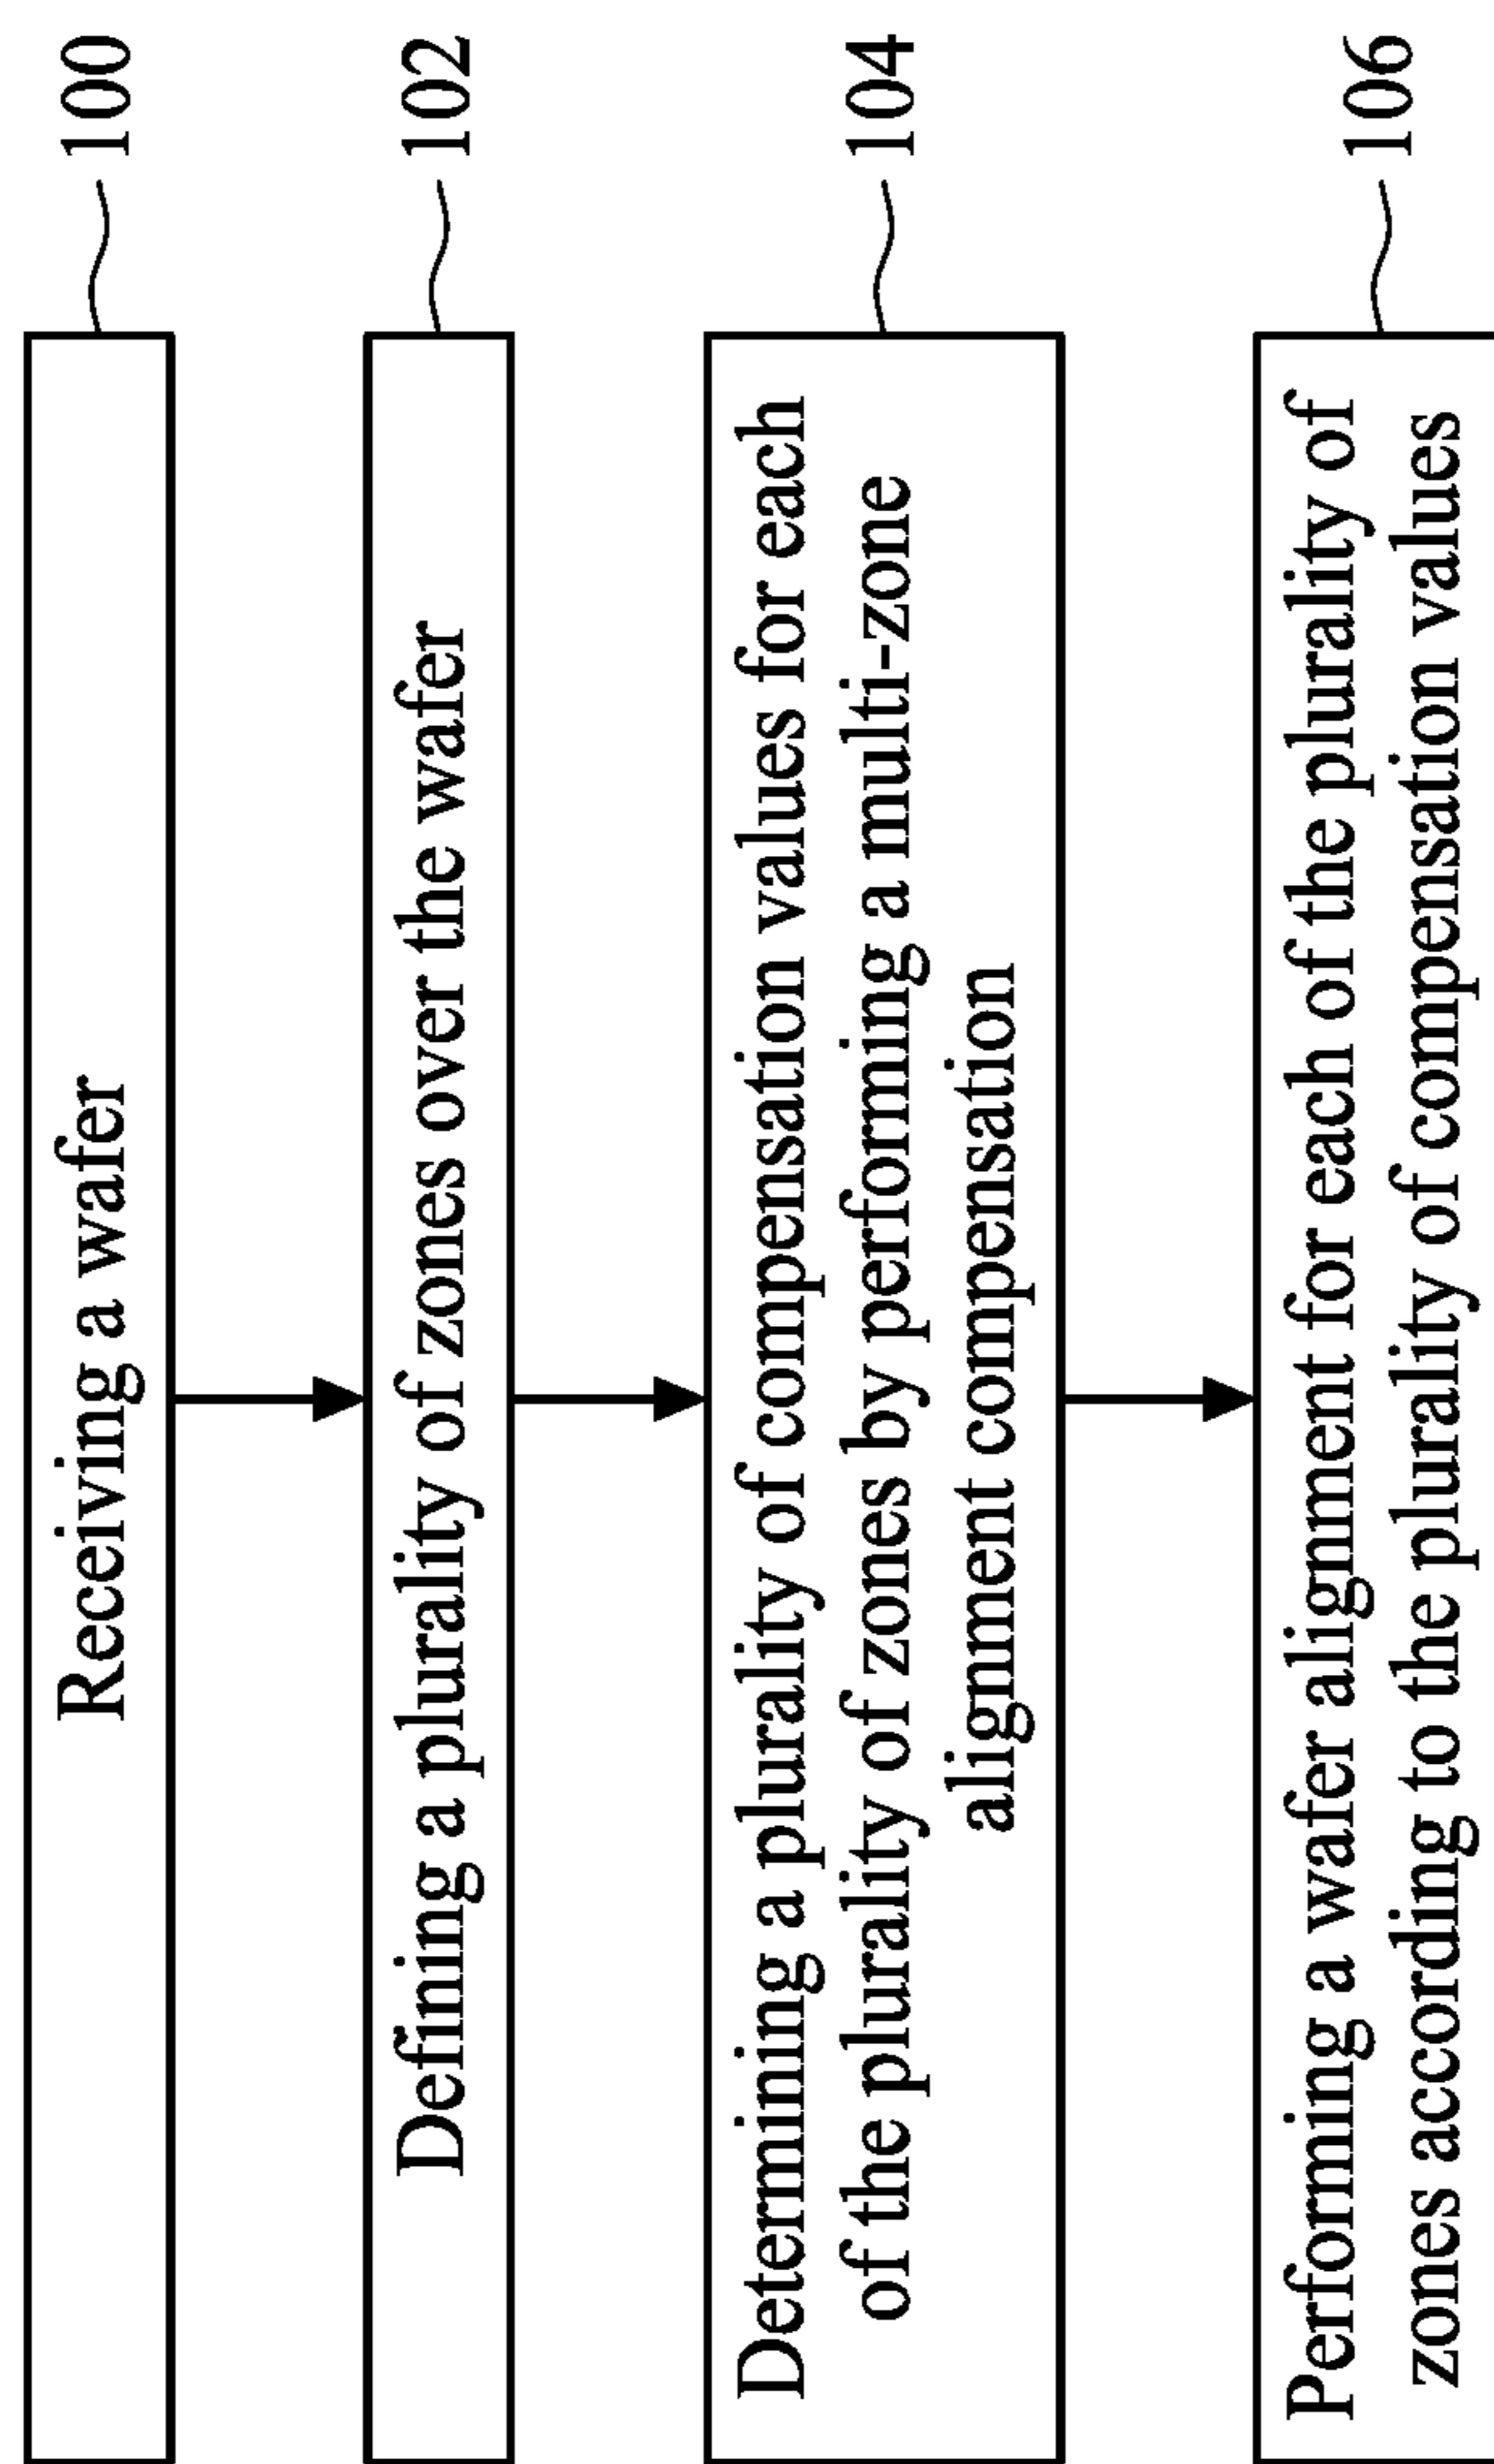 Receiving a wafer
100
Defining a plurality of zones over the wafer
102
Determining a plurality of compensation values for each
of the plurality of zones by performing a multi-zone
alignment compensation
104
Performing a wafer alignment for each of the plurality of
zones according to the plurality of compensation values
106